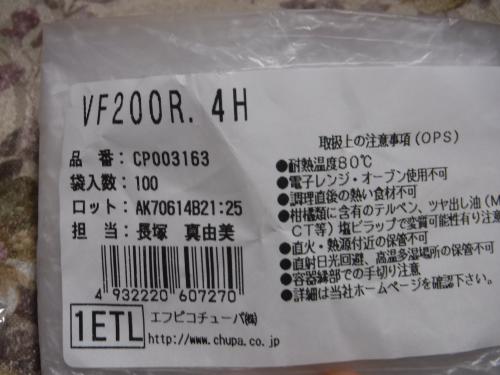 VF200R. 4H
品 番: CP003163
袋入数: 100
ロット: AK70614B21:25
担 当: 長塚 真由美
4 932220 607270
1ETL エフピコチューパ㈱
http://www.chupa.co.jp
取扱上の注意事項(OPS)
●耐熱温度80℃
●電子レンジ・オーブン使用不可
●調理直後の熱い食材不可
●柑橘類に含有のテルペン、ツヤ出し油(M
CT等)塩ビラップで変質可能性有り注意
●直火・熱源付近の保管不可
●直射日光回避、高温多湿場所の保管不可
●容器縁部での手切り注意
●詳細は当社ホームページを確認下さい。